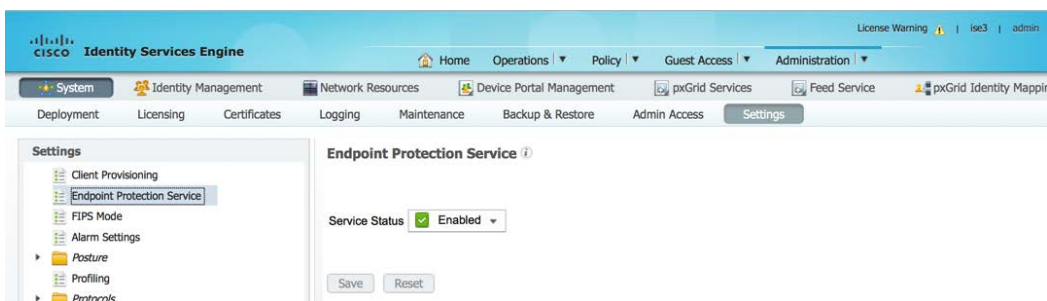 License Warning | ise3 | admin
CISCO Identity Services Engine
Home Operations Policy Guest Access Administration
System Identity Management Network Resources Device Portal Management pxGrid Services Feed Service pxGrid Identity Mappin
Deployment Licensing Certificates Logging Maintenance Backup & Restore Admin Access Settings
Settings
Client Provisioning
Endpoint Protection Service
FIPS Mode
Alarm Settings
Posture
Profiling
Protocols
Endpoint Protection Service
Service Status Enabled
Save Reset